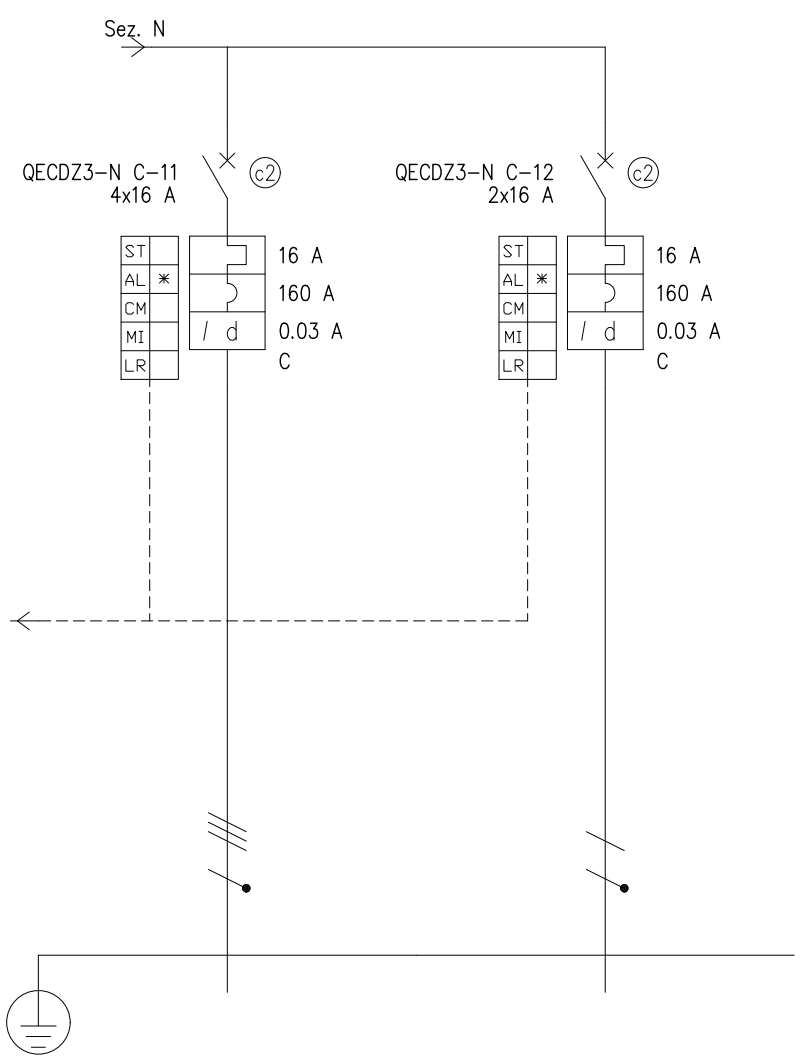 Sez. N
QECDZ3-N C-11
4x16 A
c2
ST
AL *
CM
MI
LR
16 A
160 A
I d
0.03 A
C
QECDZ3-N C-12
2x16 A
c2
ST
AL *
CM
MI
LR
16 A
160 A
I d
0.03 A
C